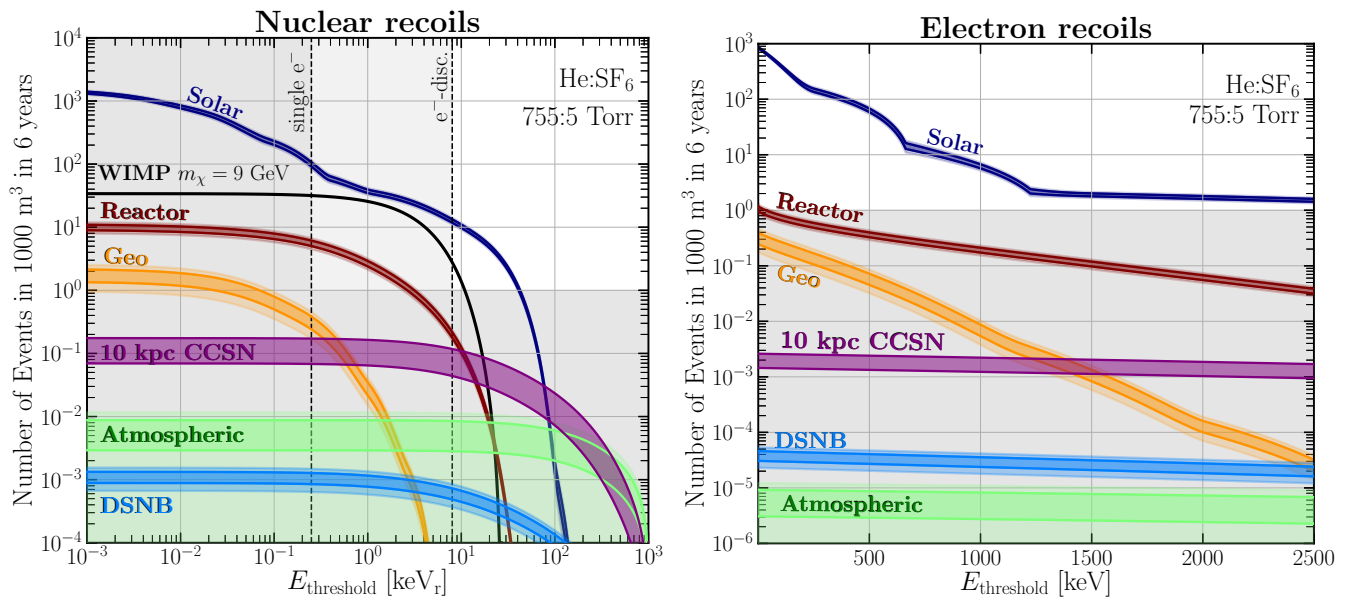 Nuclear recoils
Number of Events in 1000 m³ in 6 years
10⁴
10³
10²
10¹
10⁰
10⁻¹
10⁻²
10⁻³
10⁻⁴
Solar
single e⁻
e⁻-disc.
He:SF₆
755:5 Torr
WIMP m_χ = 9 GeV
Reactor
Geo
10 kpc CCSN
Atmospheric
DSNB
10⁻³ 10⁻² 10⁻¹ 10⁰ 10¹ 10² 10³
E_threshold [keV_r]
Electron recoils
Number of Events in 1000 m³ in 6 years
10³
10²
10¹
10⁰
10⁻¹
10⁻²
10⁻³
10⁻⁴
10⁻⁵
10⁻⁶
He:SF₆
755:5 Torr
Solar
Reactor
Geo
10 kpc CCSN
DSNB
Atmospheric
500 1000 1500 2000 2500
E_threshold [keV]